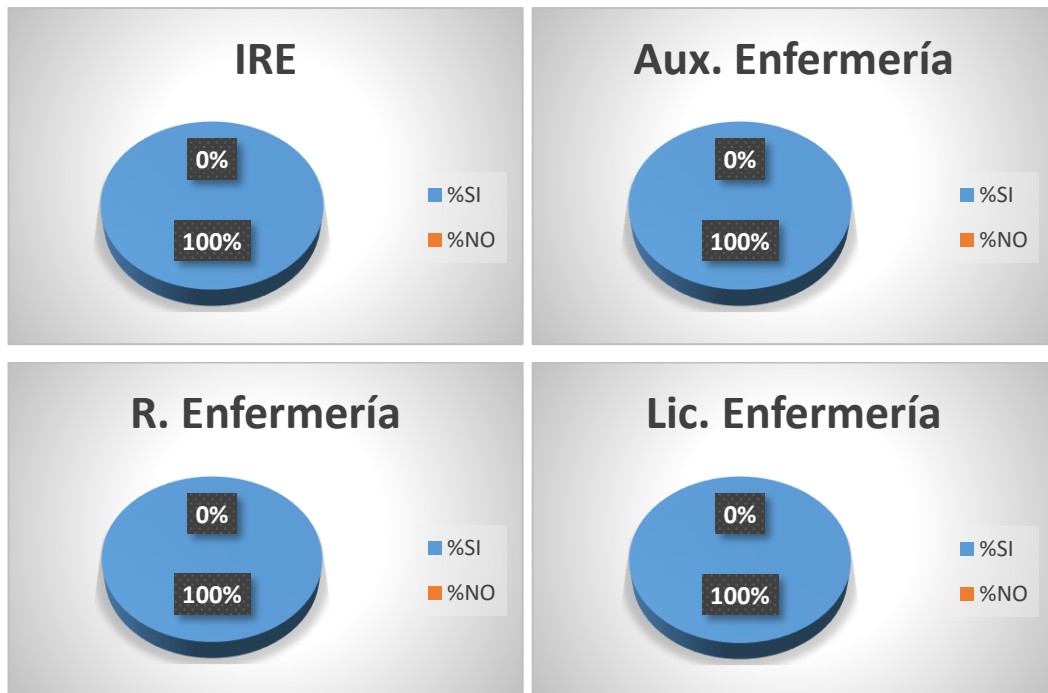 IRE
0%
100%
%SI
%NO
Aux. Enfermería
0%
100%
%SI
%NO
R. Enfermería
0%
100%
%SI
%NO
Lic. Enfermería
0%
100%
%SI
%NO